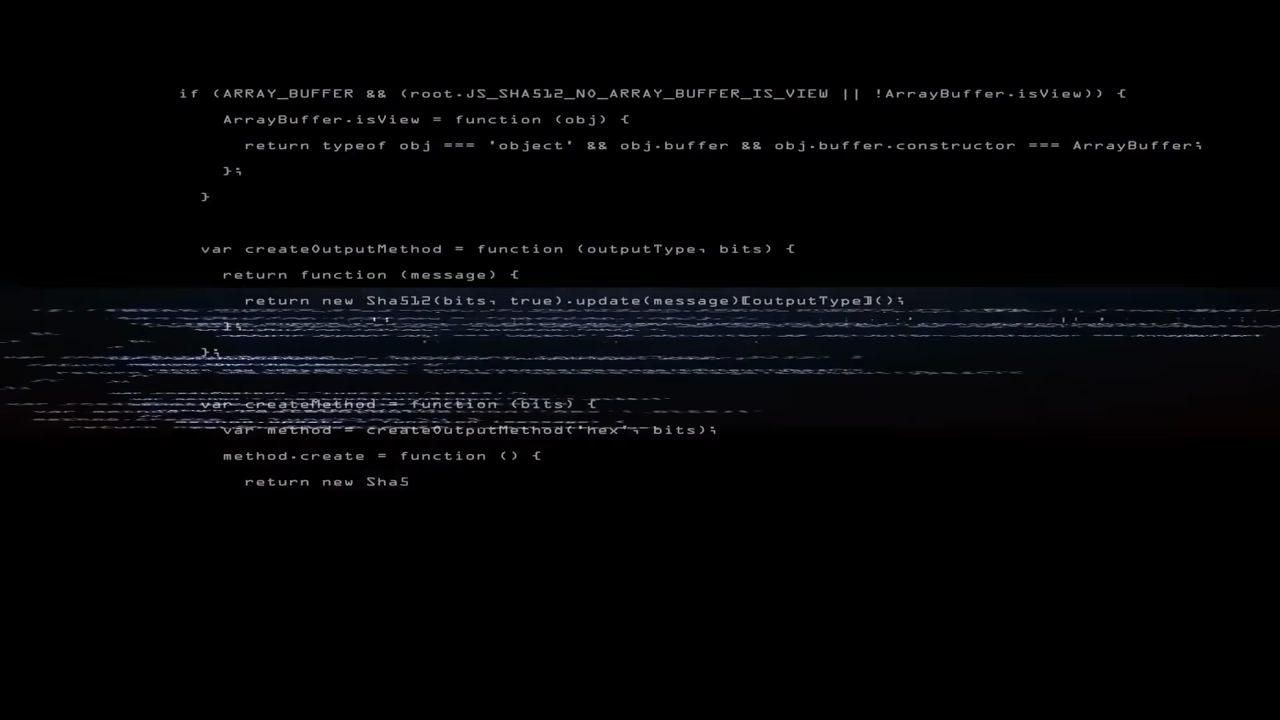 if (ARRAY_BUFFER && (root.JS_SHA512_NO_ARRAY_BUFFER_IS_VIEW || !ArrayBuffer.isView)) {
ArrayBuffer.isView = function (obj) {
return typeof obj === 'object' && obj.buffer && obj.buffer.constructor === ArrayBuffer;
};
}
var createOutputMethod = function (outputType, bits) {
return function (message) {
return new Sha512(bits, true).update(message)[outputType]();
};
};
var createMethod = function (bits) {
var method = createOutputMethod('hex', bits);
method.create = function () {
return new Sha5